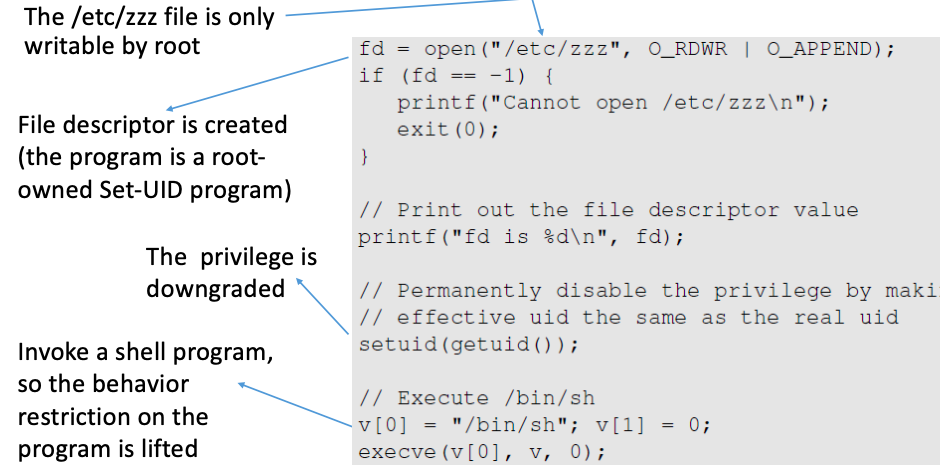 The /etc/zzz file is only
writable by root
File descriptor is created
(the program is a root-
owned Set-UID program)
The  privilege is
downgraded
Invoke a shell program,
so the behavior
restriction on the
program is lifted
fd = open("/etc/zzz", O_RDWR | O_APPEND);
if (fd == -1) {
   printf("Cannot open /etc/zzz\n");
   exit(0);
}
// Print out the file descriptor value
printf("fd is %d\n", fd);
// Permanently disable the privilege by maki
// effective uid the same as the real uid
setuid(getuid());
// Execute /bin/sh
v[0] = "/bin/sh"; v[1] = 0;
execve(v[0], v, 0);